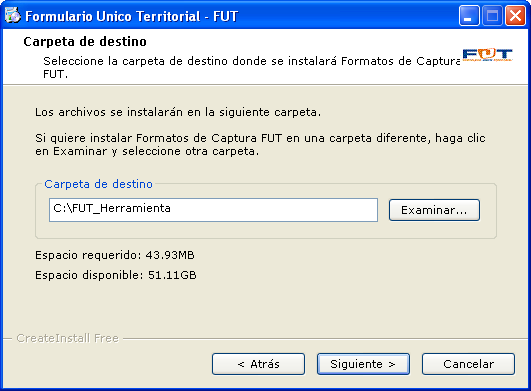 Formulario Unico Territorial - FUT
Carpeta de destino
Seleccione la carpeta de destino donde se instalará Formatos de Captura
FUT.
FUT
Los archivos se instalarán en la siguiente carpeta.
Si quiere instalar Formatos de Captura FUT en una carpeta diferente, haga clic
en Examinar y seleccione otra carpeta.
Carpeta de destino
C:\FUT_Herramienta
Examinar...
Espacio requerido: 43.93MB
Espacio disponible: 51.11GB
CreateInstall Free
< Atrás
Siguiente >
Cancelar